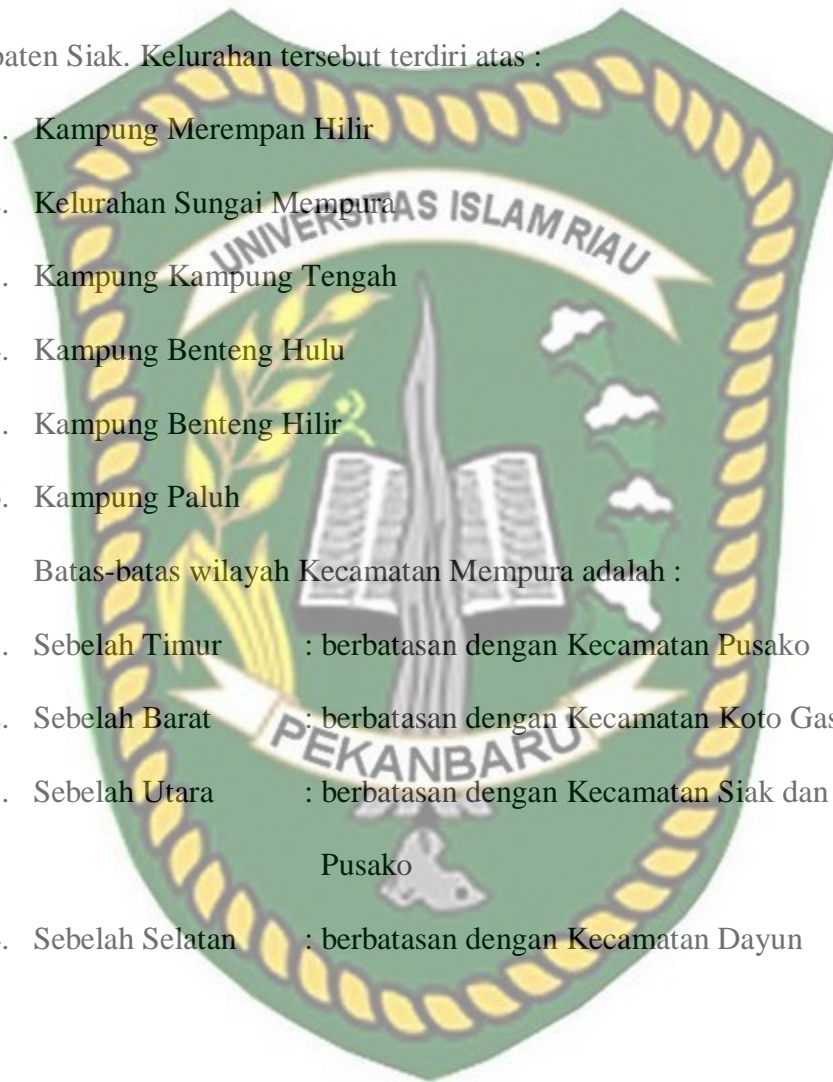 paten Siak. Kelurahan tersebut terdiri atas :
. Kampung Merempan Hilir
. Kelurahan Sungai Mempura
UNIVERSITAS ISLAM RIAU
. Kampung Kampung Tengah
. Kampung Benteng Hulu
. Kampung Benteng Hilir
. Kampung Paluh
Batas-batas wilayah Kecamatan Mempura adalah :
. Sebelah Timur : berbatasan dengan Kecamatan Pusako
. Sebelah Barat : berbatasan dengan Kecamatan Koto Gas
PEKANBARU
. Sebelah Utara : berbatasan dengan Kecamatan Siak dan
Pusako
. Sebelah Selatan : berbatasan dengan Kecamatan Dayun